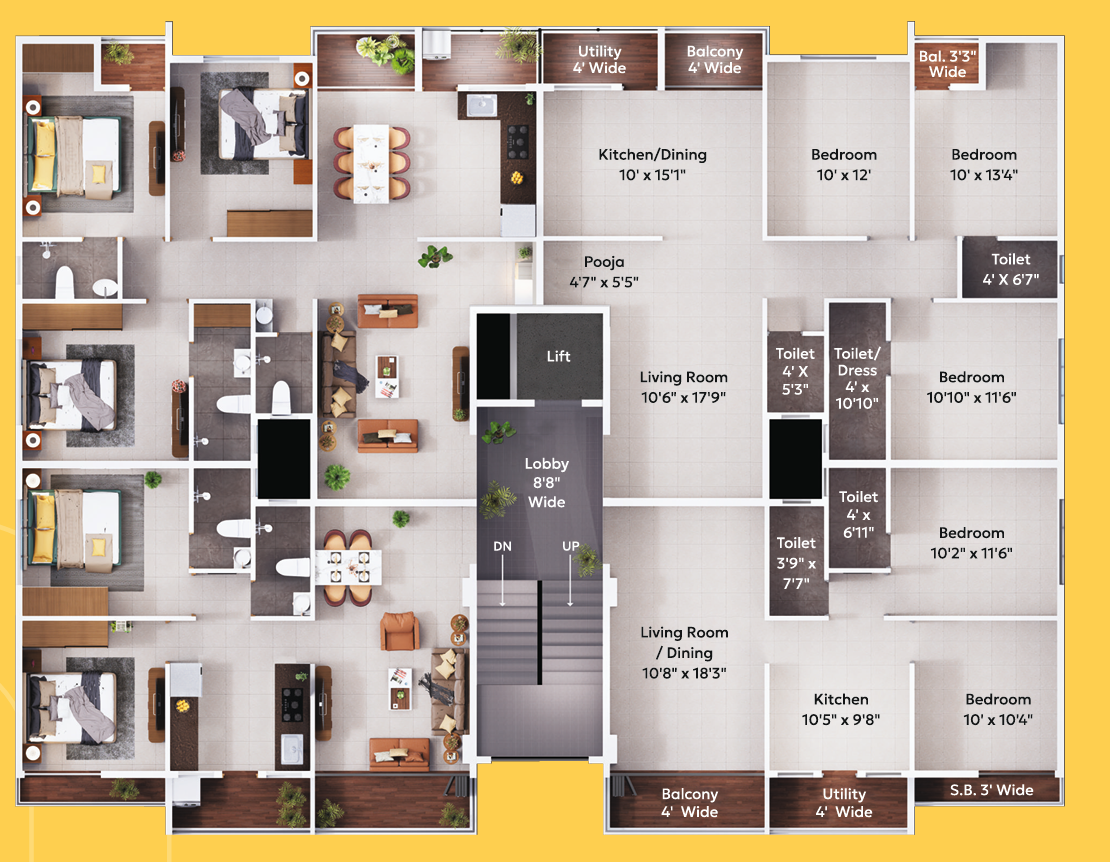 Utility
4' Wide
Balcony
4' Wide
Bal. 3'3"
Wide
Kitchen/Dining
10' x 15'1"
Bedroom
10' x 12'
Bedroom
10' x 13'4"
Pooja
4'7" x 5'5"
Toilet
4' X 6'7"
Lift
Living Room
10'6" x 17'9"
Toilet
4' X
5'3"
Toilet/
Dress
4' x
10'10"
Bedroom
10'10" x 11'6"
Lobby
8'8"
Wide
DN
UP
Toilet
4' x
6'11"
Toilet
3'9" x
7'7"
Bedroom
10'2" x 11'6"
Living Room
/ Dining
10'8" x 18'3"
Kitchen
10'5" x 9'8"
Bedroom
10' x 10'4"
Balcony
4' Wide
Utility
4' Wide
S.B. 3' Wide